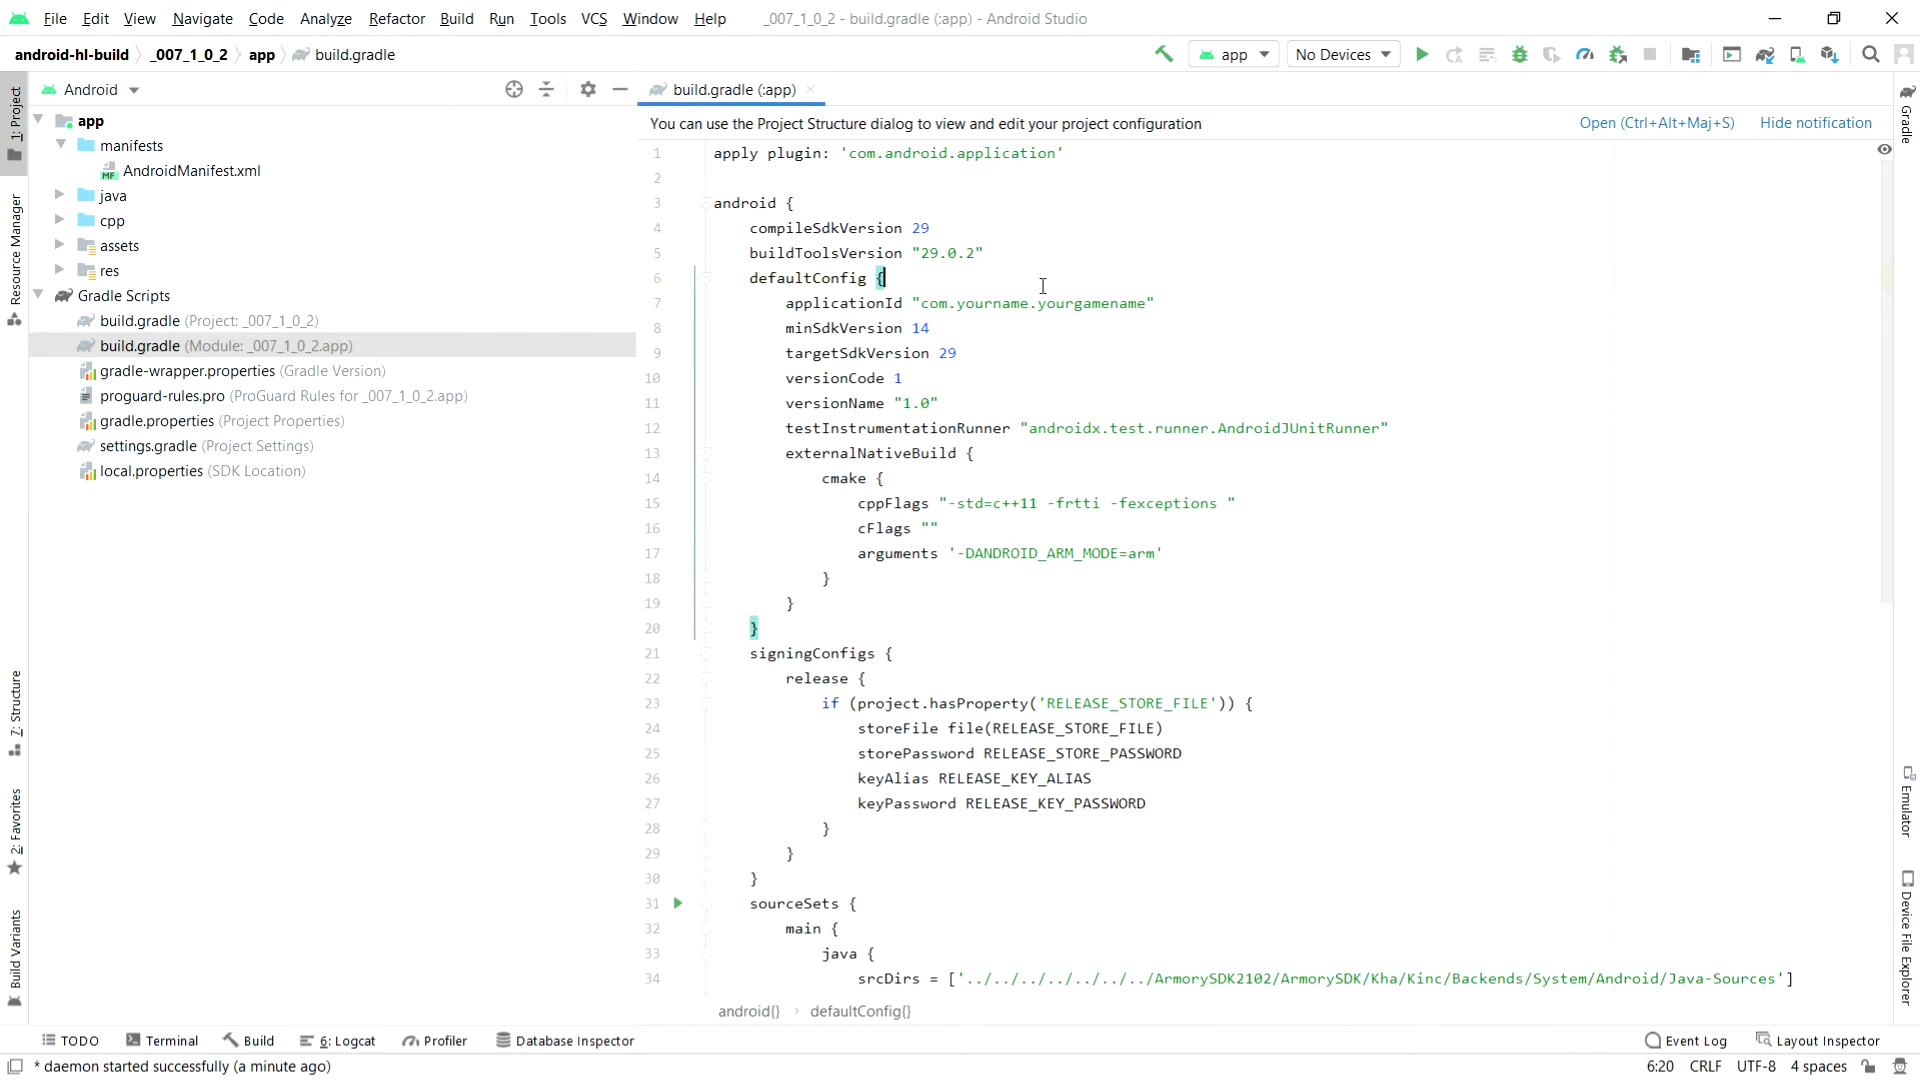 File Edit View Navigate Code Analyze Refactor Build Run Tools VCS Window Help _007_1_0_2 - build.gradle (:app) - Android Studio
android-hl-build _007_1_0_2 app build.gradle
app No Devices
Android
build.gradle (:app)
You can use the Project Structure dialog to view and edit your project configuration Open (Ctrl+Alt+Maj+S) Hide notification
1: Project
Resource Manager
7: Structure
2: Favorites
Build Variants
app
manifests
MF AndroidManifest.xml
java
cpp
assets
res
Gradle Scripts
build.gradle (Project: _007_1_0_2)
build.gradle (Module: _007_1_0_2.app)
gradle-wrapper.properties (Gradle Version)
proguard-rules.pro (ProGuard Rules for _007_1_0_2.app)
gradle.properties (Project Properties)
settings.gradle (Project Settings)
local.properties (SDK Location)
1 apply plugin: 'com.android.application'
2
3 android {
4 compileSdkVersion 29
5 buildToolsVersion "29.0.2"
6 defaultConfig {
7 applicationId "com.yourname.yourgamename"
8 minSdkVersion 14
9 targetSdkVersion 29
10 versionCode 1
11 versionName "1.0"
12 testInstrumentationRunner "androidx.test.runner.AndroidJUnitRunner"
13 externalNativeBuild {
14 cmake {
15 cppFlags "-std=c++11 -frtti -fexceptions "
16 cFlags ""
17 arguments '-DANDROID_ARM_MODE=arm'
18 }
19 }
20 }
21 signingConfigs {
22 release {
23 if (project.hasProperty('RELEASE_STORE_FILE')) {
24 storeFile file(RELEASE_STORE_FILE)
25 storePassword RELEASE_STORE_PASSWORD
26 keyAlias RELEASE_KEY_ALIAS
27 keyPassword RELEASE_KEY_PASSWORD
28 }
29 }
30 }
31 sourceSets {
32 main {
33 java {
34 srcDirs = ['../../../../../../../ArmorySDK2102/ArmorySDK/Kha/Kinc/Backends/System/Android/Java-Sources']
android{} › defaultConfig{}
Gradle
Emulator
Device File Explorer
TODO Terminal Build 6: Logcat Profiler Database Inspector Event Log Layout Inspector
* daemon started successfully (a minute ago) 6:20 CRLF UTF-8 4 spaces